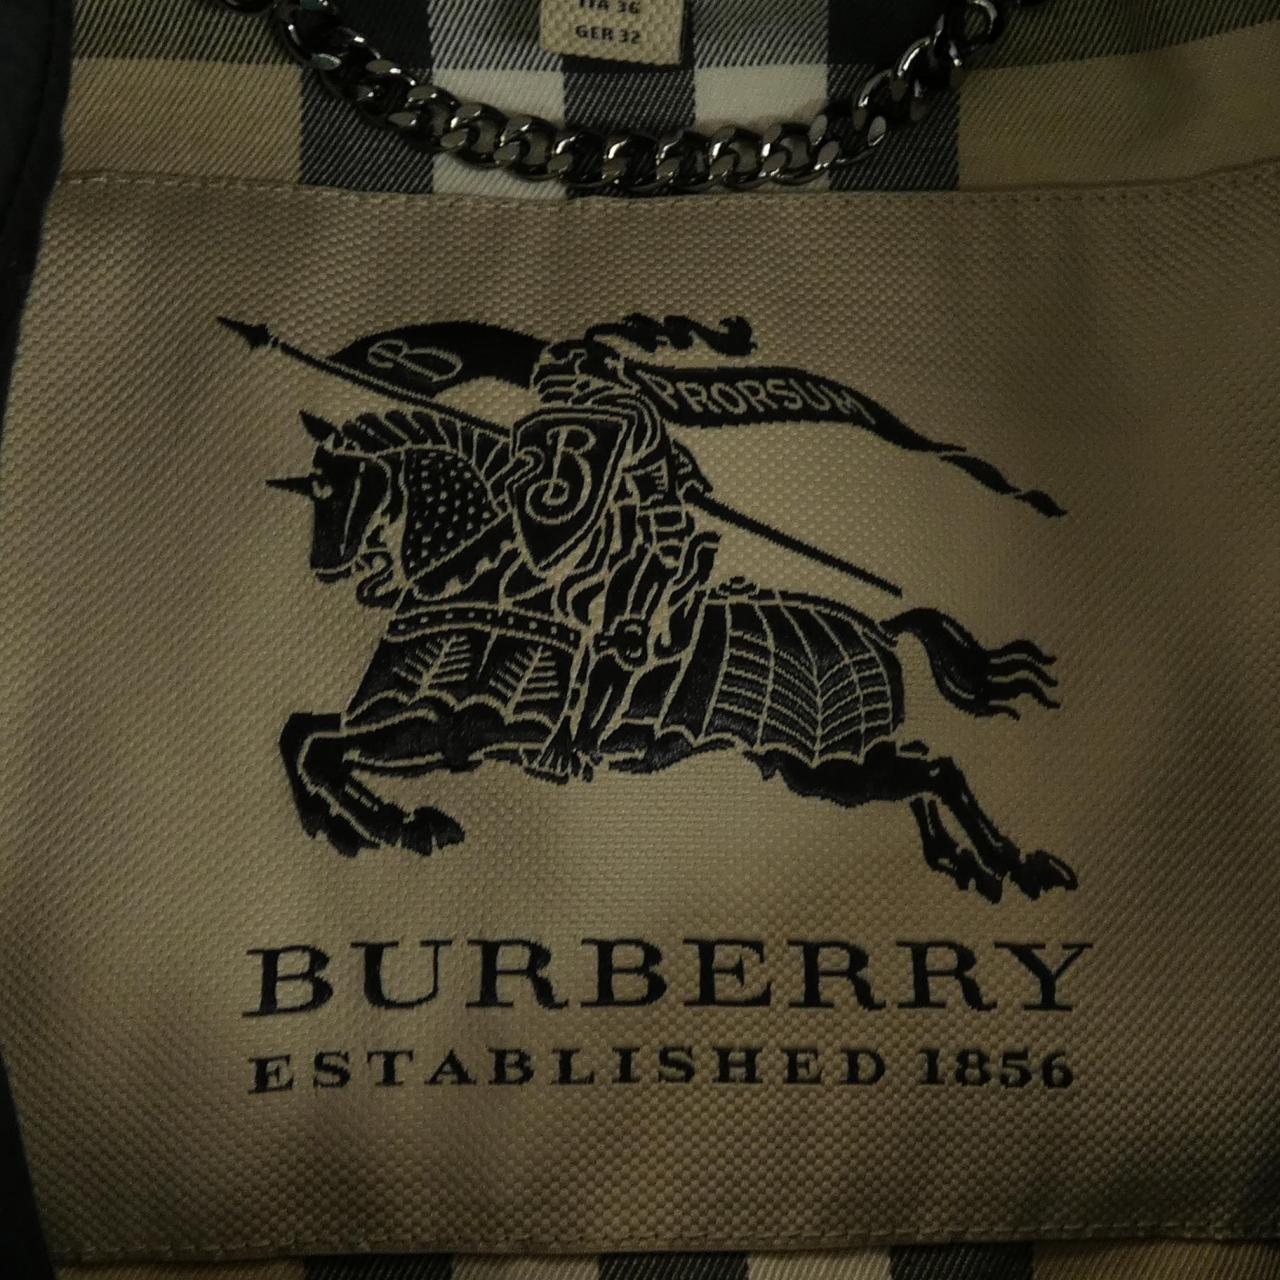 ITA 36
GER 32
B
PRORSUM
B
BURBERRY
ESTABLISHED 1856